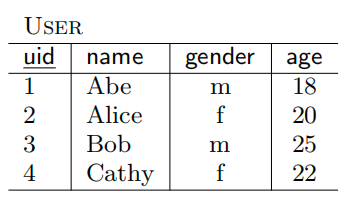 User
uid name gender age
1 Abe m 18
2 Alice f 20
3 Bob m 25
4 Cathy f 22